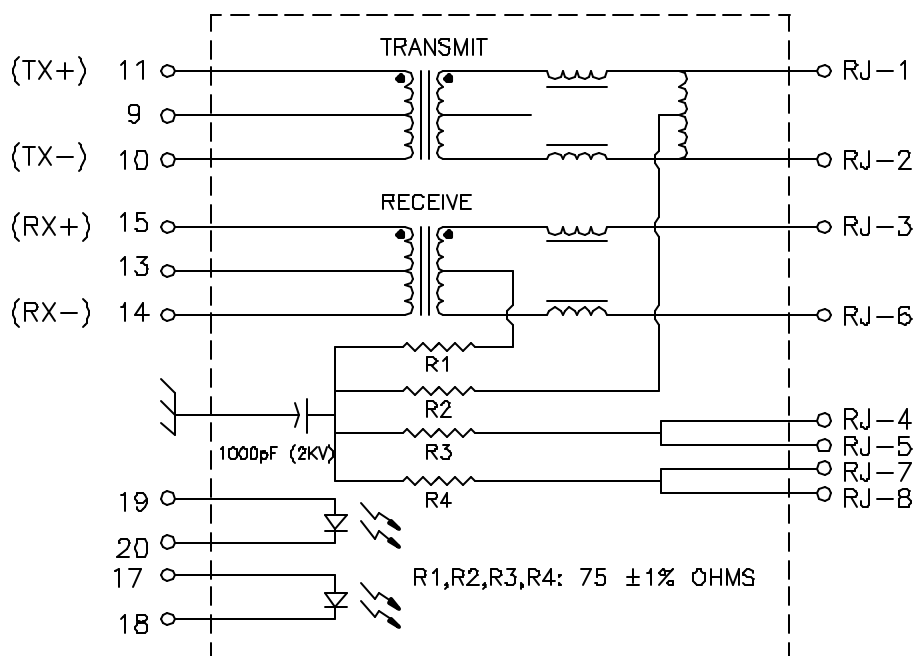 TRANSMIT
(TX+) 11 RJ-1
9
(TX-) 10 RJ-2
RECEIVE
(RX+) 15 RJ-3
13
(RX-) 14 RJ-6
R1
R2
RJ-4
1000pF (2KV) R3 RJ-5
RJ-7
R4 RJ-8
19
20
17 R1,R2,R3,R4: 75 ±1% OHMS
18